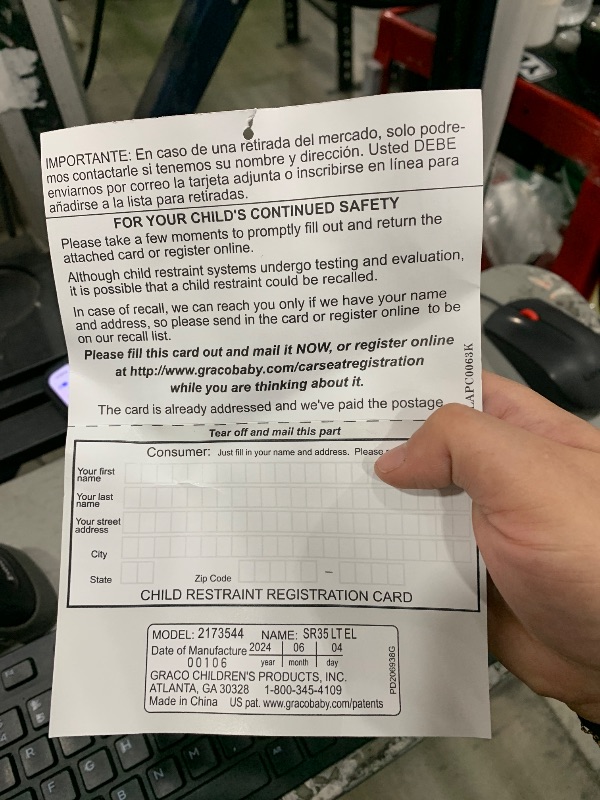 IMPORTANTE: En caso de una retirada del mercado, solo podre-
mos contactarle si tenemos su nombre y dirección. Usted DEBE
enviarnos por correo la tarjeta adjunta o inscribirse en línea para
añadirse a la lista para retiradas.
FOR YOUR CHILD'S CONTINUED SAFETY
Please take a few moments to promptly fill out and return the
attached card or register online.
Although child restraint systems undergo testing and evaluation,
it is possible that a child restraint could be recalled.
In case of recall, we can reach you only if we have your name
and address, so please send in the card or register online to be
on our recall list.
Please fill this card out and mail it NOW, or register online
at http://www.gracobaby.com/carseatregistration
while you are thinking about it.
The card is already addressed and we've paid the postage.
APC0063K
Tear off and mail this part
Consumer: Just fill in your name and address. Please
Your first
name
Your last
name
Your street
address
City
State Zip Code –
CHILD RESTRAINT REGISTRATION CARD
MODEL: 2173544 NAME: SR35 LT EL
Date of Manufacture 2024 06 04
00106 year month day
GRACO CHILDREN'S PRODUCTS, INC.
ATLANTA, GA 30328 1-800-345-4109
Made in China US pat. www.gracobaby.com/patents
PD206938G